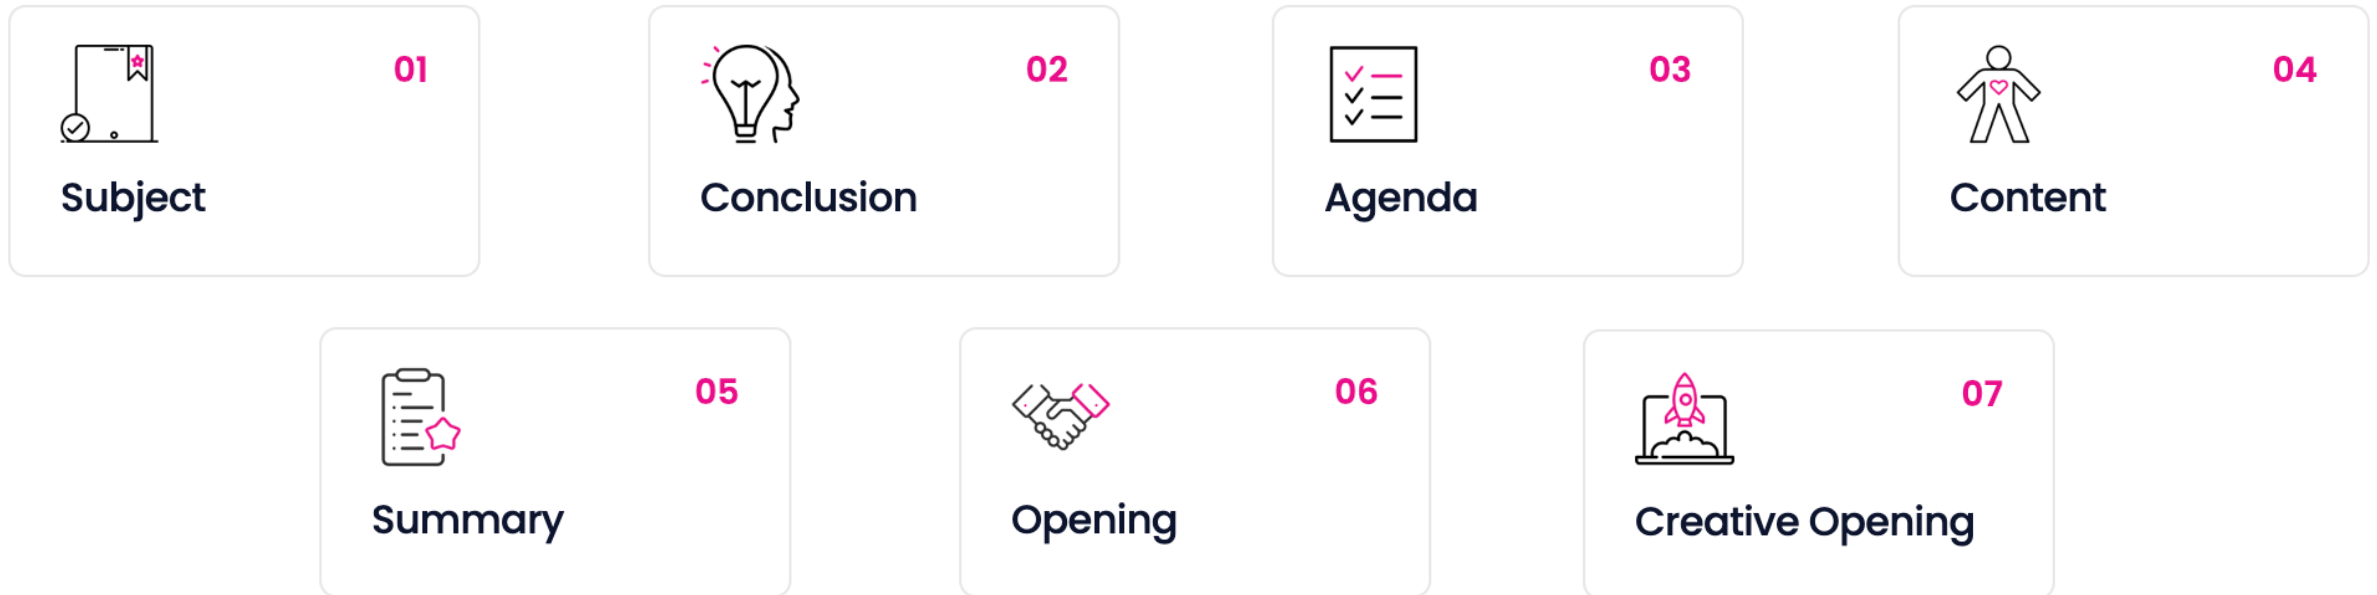 01
Subject
02
Conclusion
03
Agenda
04
Content
05
Summary
06
Opening
07
Creative Opening